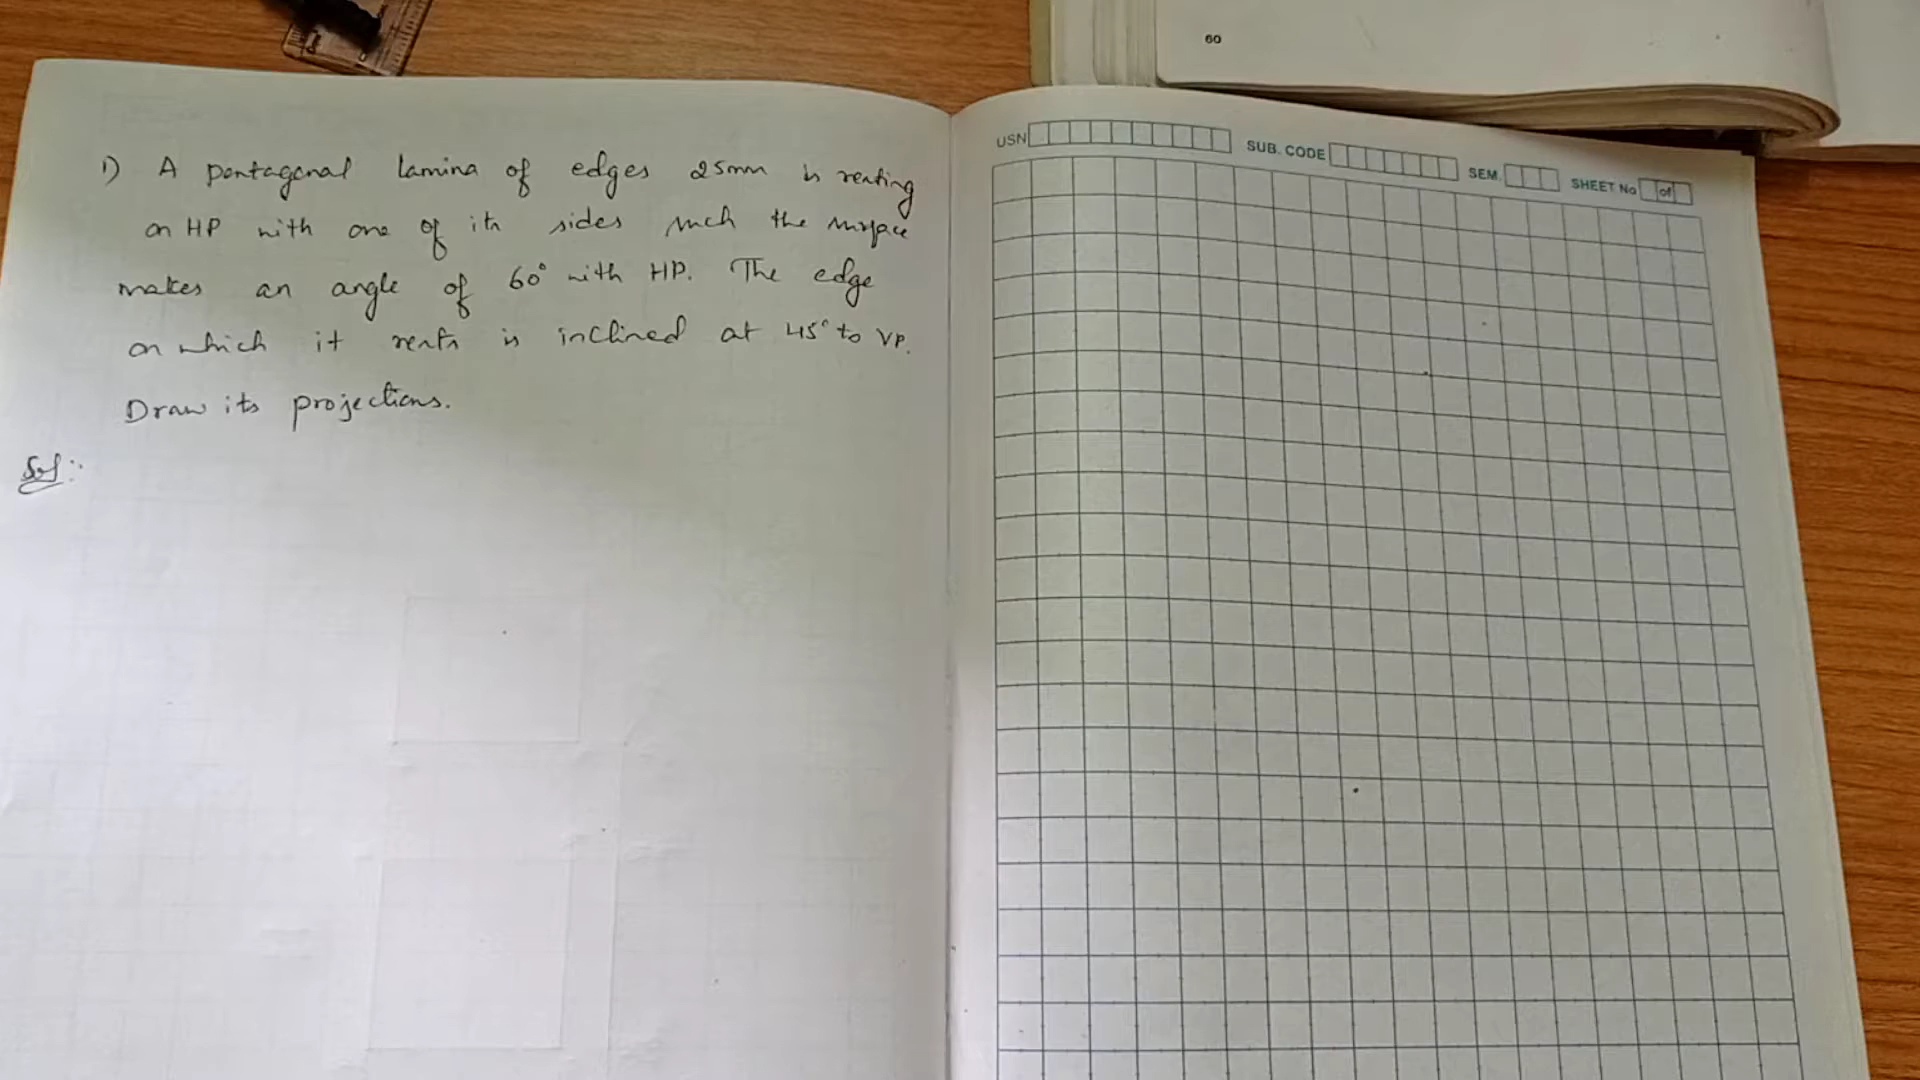 60
1) A pentagonal lamina of edges 25mm is resting
on HP with one of its sides such the surface
makes an angle of 60° with HP. The edge
on which it rests is inclined at 45° to VP.
Draw its projections.
Sol:
USN SUB. CODE SEM. SHEET No of